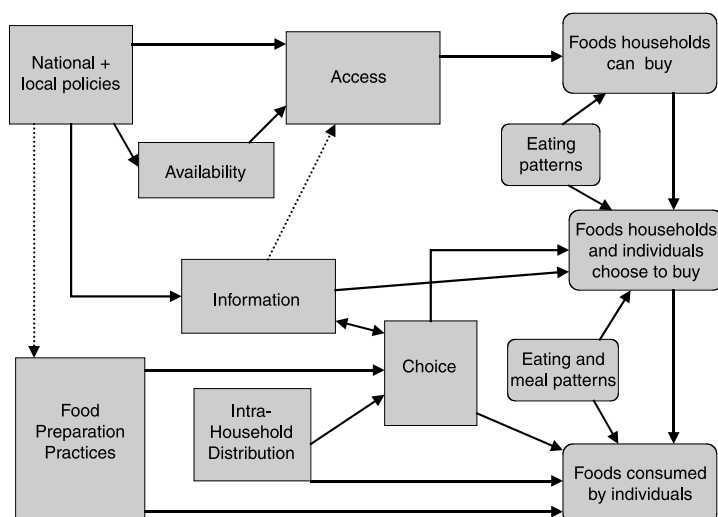 National +
local policies
Access
Foods households
can buy
Availability
Eating
patterns
Foods households
and individuals
choose to buy
Information
Choice
Eating and
meal patterns
Food
Preparation
Practices
Intra-
Household
Distribution
Foods consumed
by individuals